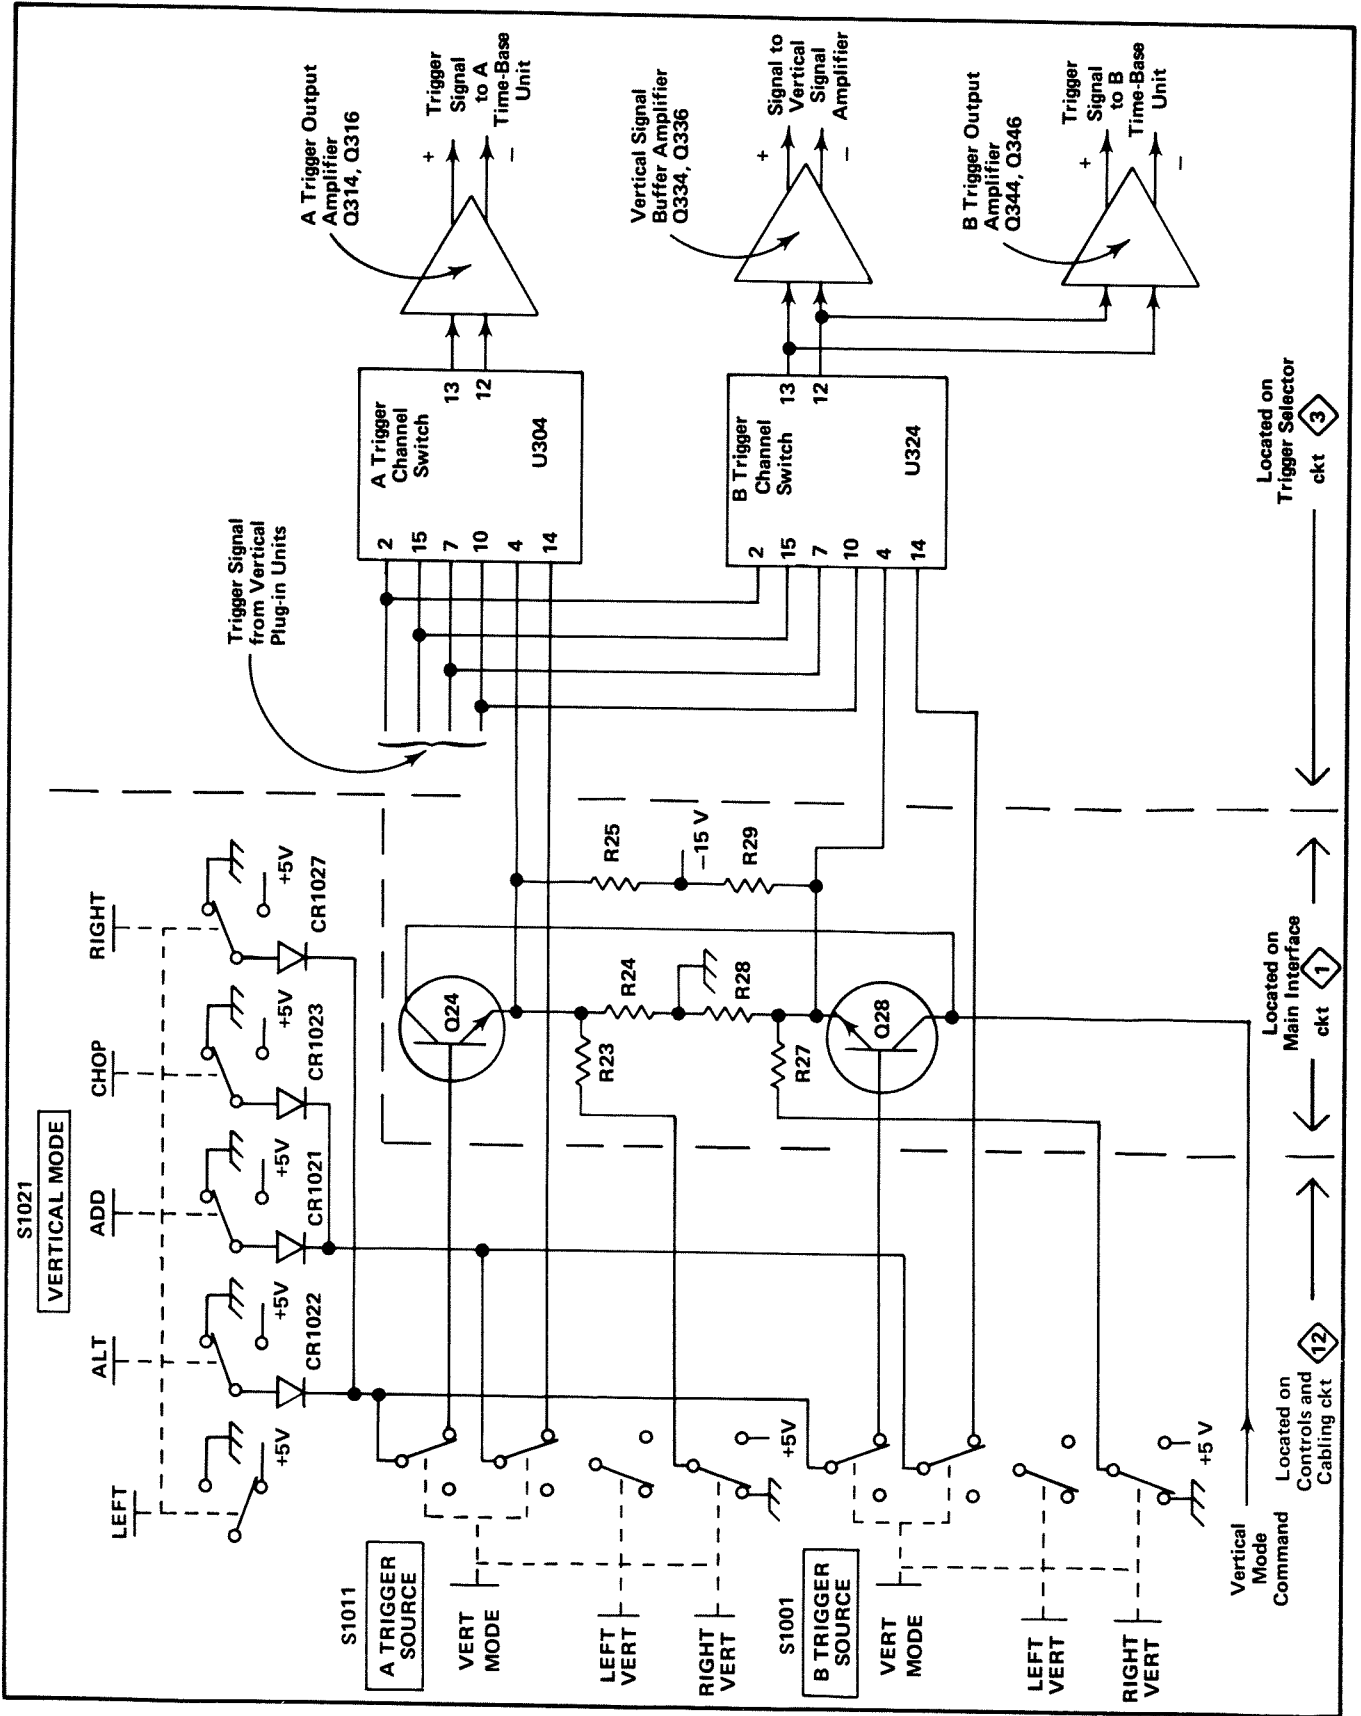 S1021
VERTICAL MODE
LEFT
ALT
ADD
CHOP
RIGHT
+5V
+5V
+5V
+5V
+5V
CR1022
CR1021
CR1023
CR1027
Trigger Signal
from Vertical
Plug-in Units
A Trigger Output
Amplifier
Q314, Q316
Trigger
Signal
to A
Time-Base
Unit
+
−
S1011
A TRIGGER
SOURCE
VERT
MODE
LEFT
VERT
RIGHT
VERT
+5V
Q24
R23
R24
R25
-15 V
R28
R29
R27
Q28
2
15
7
10
4
14
A Trigger
Channel
Switch
U304
13
12
Vertical Signal
Buffer Amplifier
Q334, Q336
Signal to
Vertical
Signal
Amplifier
+
−
S1001
B TRIGGER
SOURCE
VERT
MODE
LEFT
VERT
RIGHT
VERT
+5 V
2
15
7
10
4
14
B Trigger
Channel
Switch
U324
13
12
B Trigger Output
Amplifier
Q344, Q346
Trigger
Signal
to B
Time-Base
Unit
+
−
Vertical
Mode
Command
Located on
Controls and
Cabling ckt 12
Located on
Main Interface
ckt 1
Located on
Trigger Selector
ckt 3